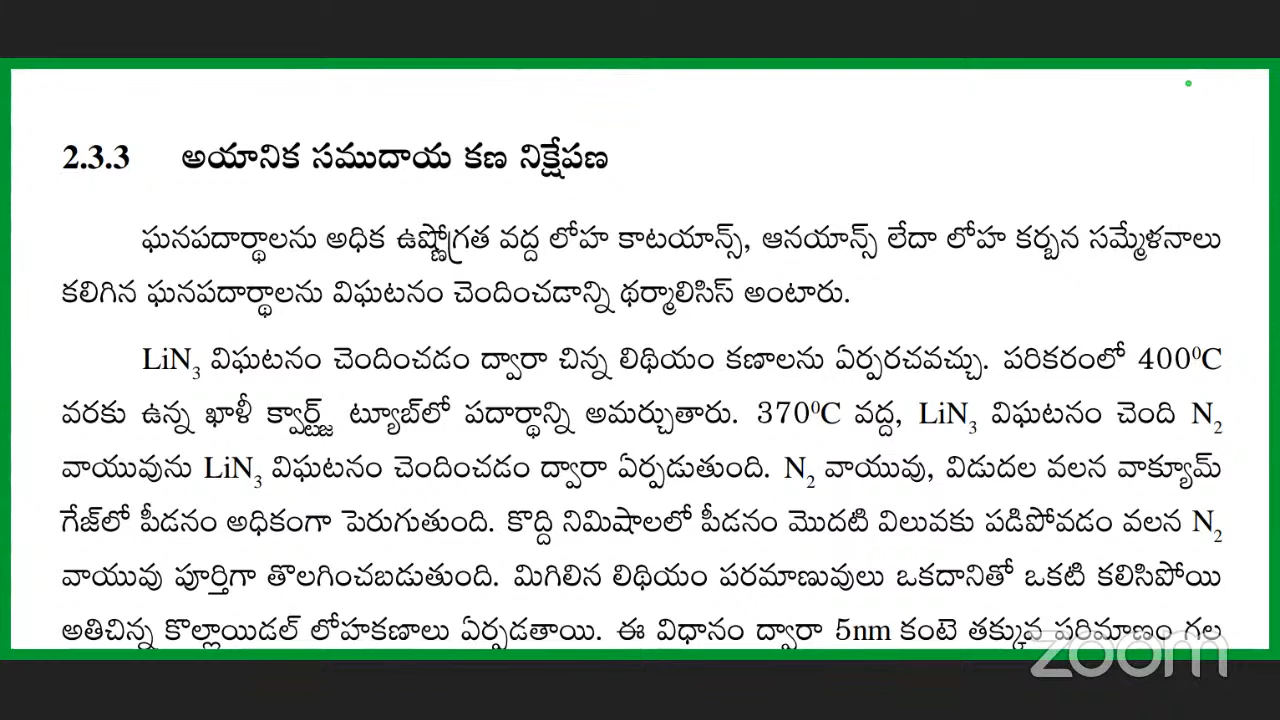 2.3.3 అయానిక సముదాయ కణ నిక్షేపణ
ఘనపదార్థాలను అధిక ఉష్ణోగ్రత వద్ద లోహ కాటయాన్స్, ఆనయాన్స్ లేదా లోహ కర్బన సమ్మేళనాలు
కలిగిన ఘనపదార్థాలను విఘటనం చెందించడాన్ని థర్మాలిసిస్ అంటారు.
LiN₃ విఘటనం చెందించడం ద్వారా చిన్న లిథియం కణాలను ఏర్పరచవచ్చు. పరికరంలో 400⁰C
వరకు ఉన్న ఖాళీ క్వార్ట్జ్ ట్యూబ్‌లో పదార్థాన్ని అమర్చుతారు. 370⁰C వద్ద, LiN₃ విఘటనం చెంది N₂
వాయువును LiN₃ విఘటనం చెందించడం ద్వారా ఏర్పడుతుంది. N₂ వాయువు, విడుదల వలన వాక్యూమ్
గేజ్‌లో పీడనం అధికంగా పెరుగుతుంది. కొద్ది నిమిషాలలో పీడనం మొదటి విలువకు పడిపోవడం వలన N₂
వాయువు పూర్తిగా తొలగించబడుతుంది. మిగిలిన లిథియం పరమాణువులు ఒకదానితో ఒకటి కలిసిపోయి
అతిచిన్న కొల్లాయిడల్ లోహకణాలు ఏర్పడతాయి. ఈ విధానం ద్వారా 5nm కంటె తక్కువ పరిమాణం గల
zoom